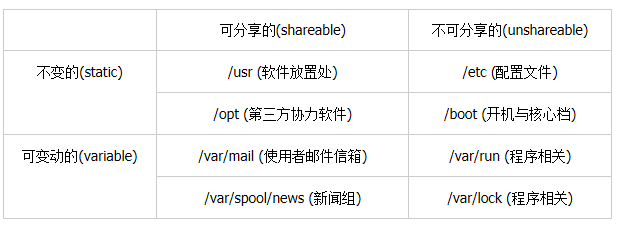 可分享的(shareable) 不可分享的(unshareable)
不变的(static) /usr (软件放置处) /etc (配置文件)
/opt (第三方协力软件) /boot (开机与核心档)
可变动的(variable) /var/mail (使用者邮件信箱) /var/run (程序相关)
/var/spool/news (新闻组) /var/lock (程序相关)